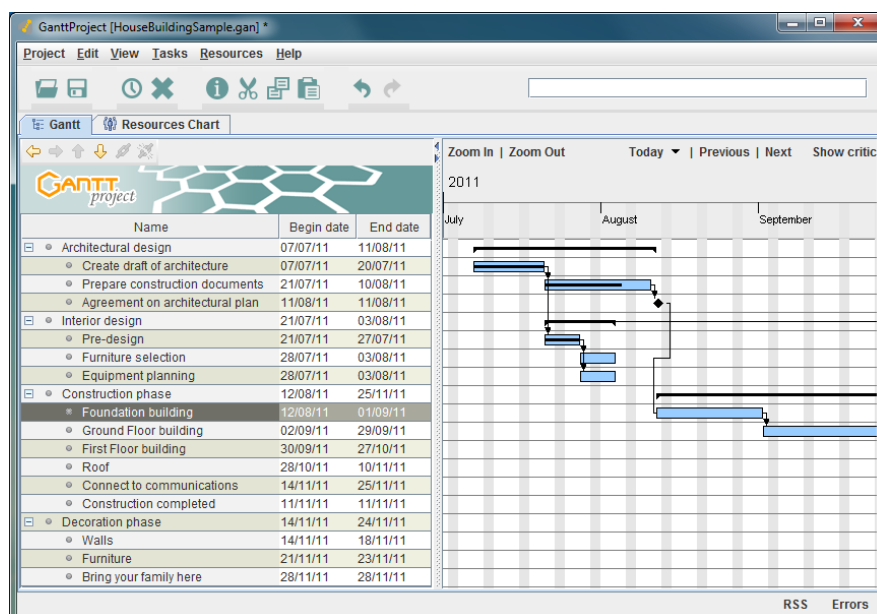 GanttProject [HouseBuildingSample.gan] *
Project Edit View Tasks Resources Help
Gantt Resources Chart
Zoom In | Zoom Out Today | Previous | Next Show critic
GANTT project
2011
July August September
Name Begin date End date
Architectural design 07/07/11 11/08/11
Create draft of architecture 07/07/11 20/07/11
Prepare construction documents 21/07/11 10/08/11
Agreement on architectural plan 11/08/11 11/08/11
Interior design 21/07/11 03/08/11
Pre-design 21/07/11 27/07/11
Furniture selection 28/07/11 03/08/11
Equipment planning 28/07/11 03/08/11
Construction phase 12/08/11 25/11/11
Foundation building 12/08/11 01/09/11
Ground Floor building 02/09/11 29/09/11
First Floor building 30/09/11 27/10/11
Roof 28/10/11 10/11/11
Connect to communications 14/11/11 25/11/11
Construction completed 11/11/11 11/11/11
Decoration phase 14/11/11 24/11/11
Walls 14/11/11 18/11/11
Furniture 21/11/11 23/11/11
Bring your family here 28/11/11 28/11/11
RSS Errors